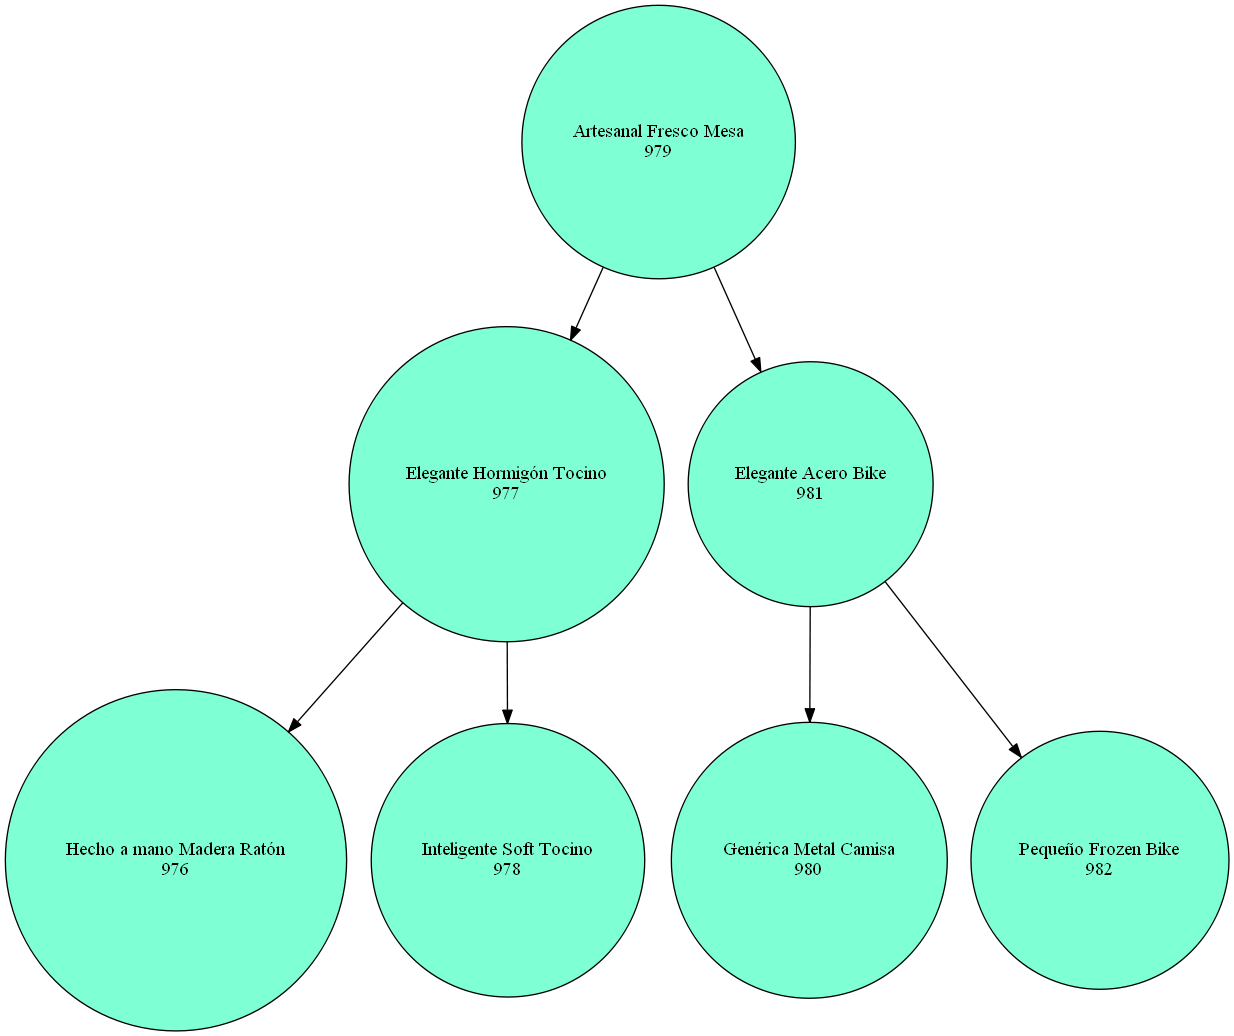 Artesanal Fresco Mesa
979
Elegante Hormigón Tocino
977
Elegante Acero Bike
981
Hecho a mano Madera Ratón
976
Inteligente Soft Tocino
978
Genérica Metal Camisa
980
Pequeño Frozen Bike
982